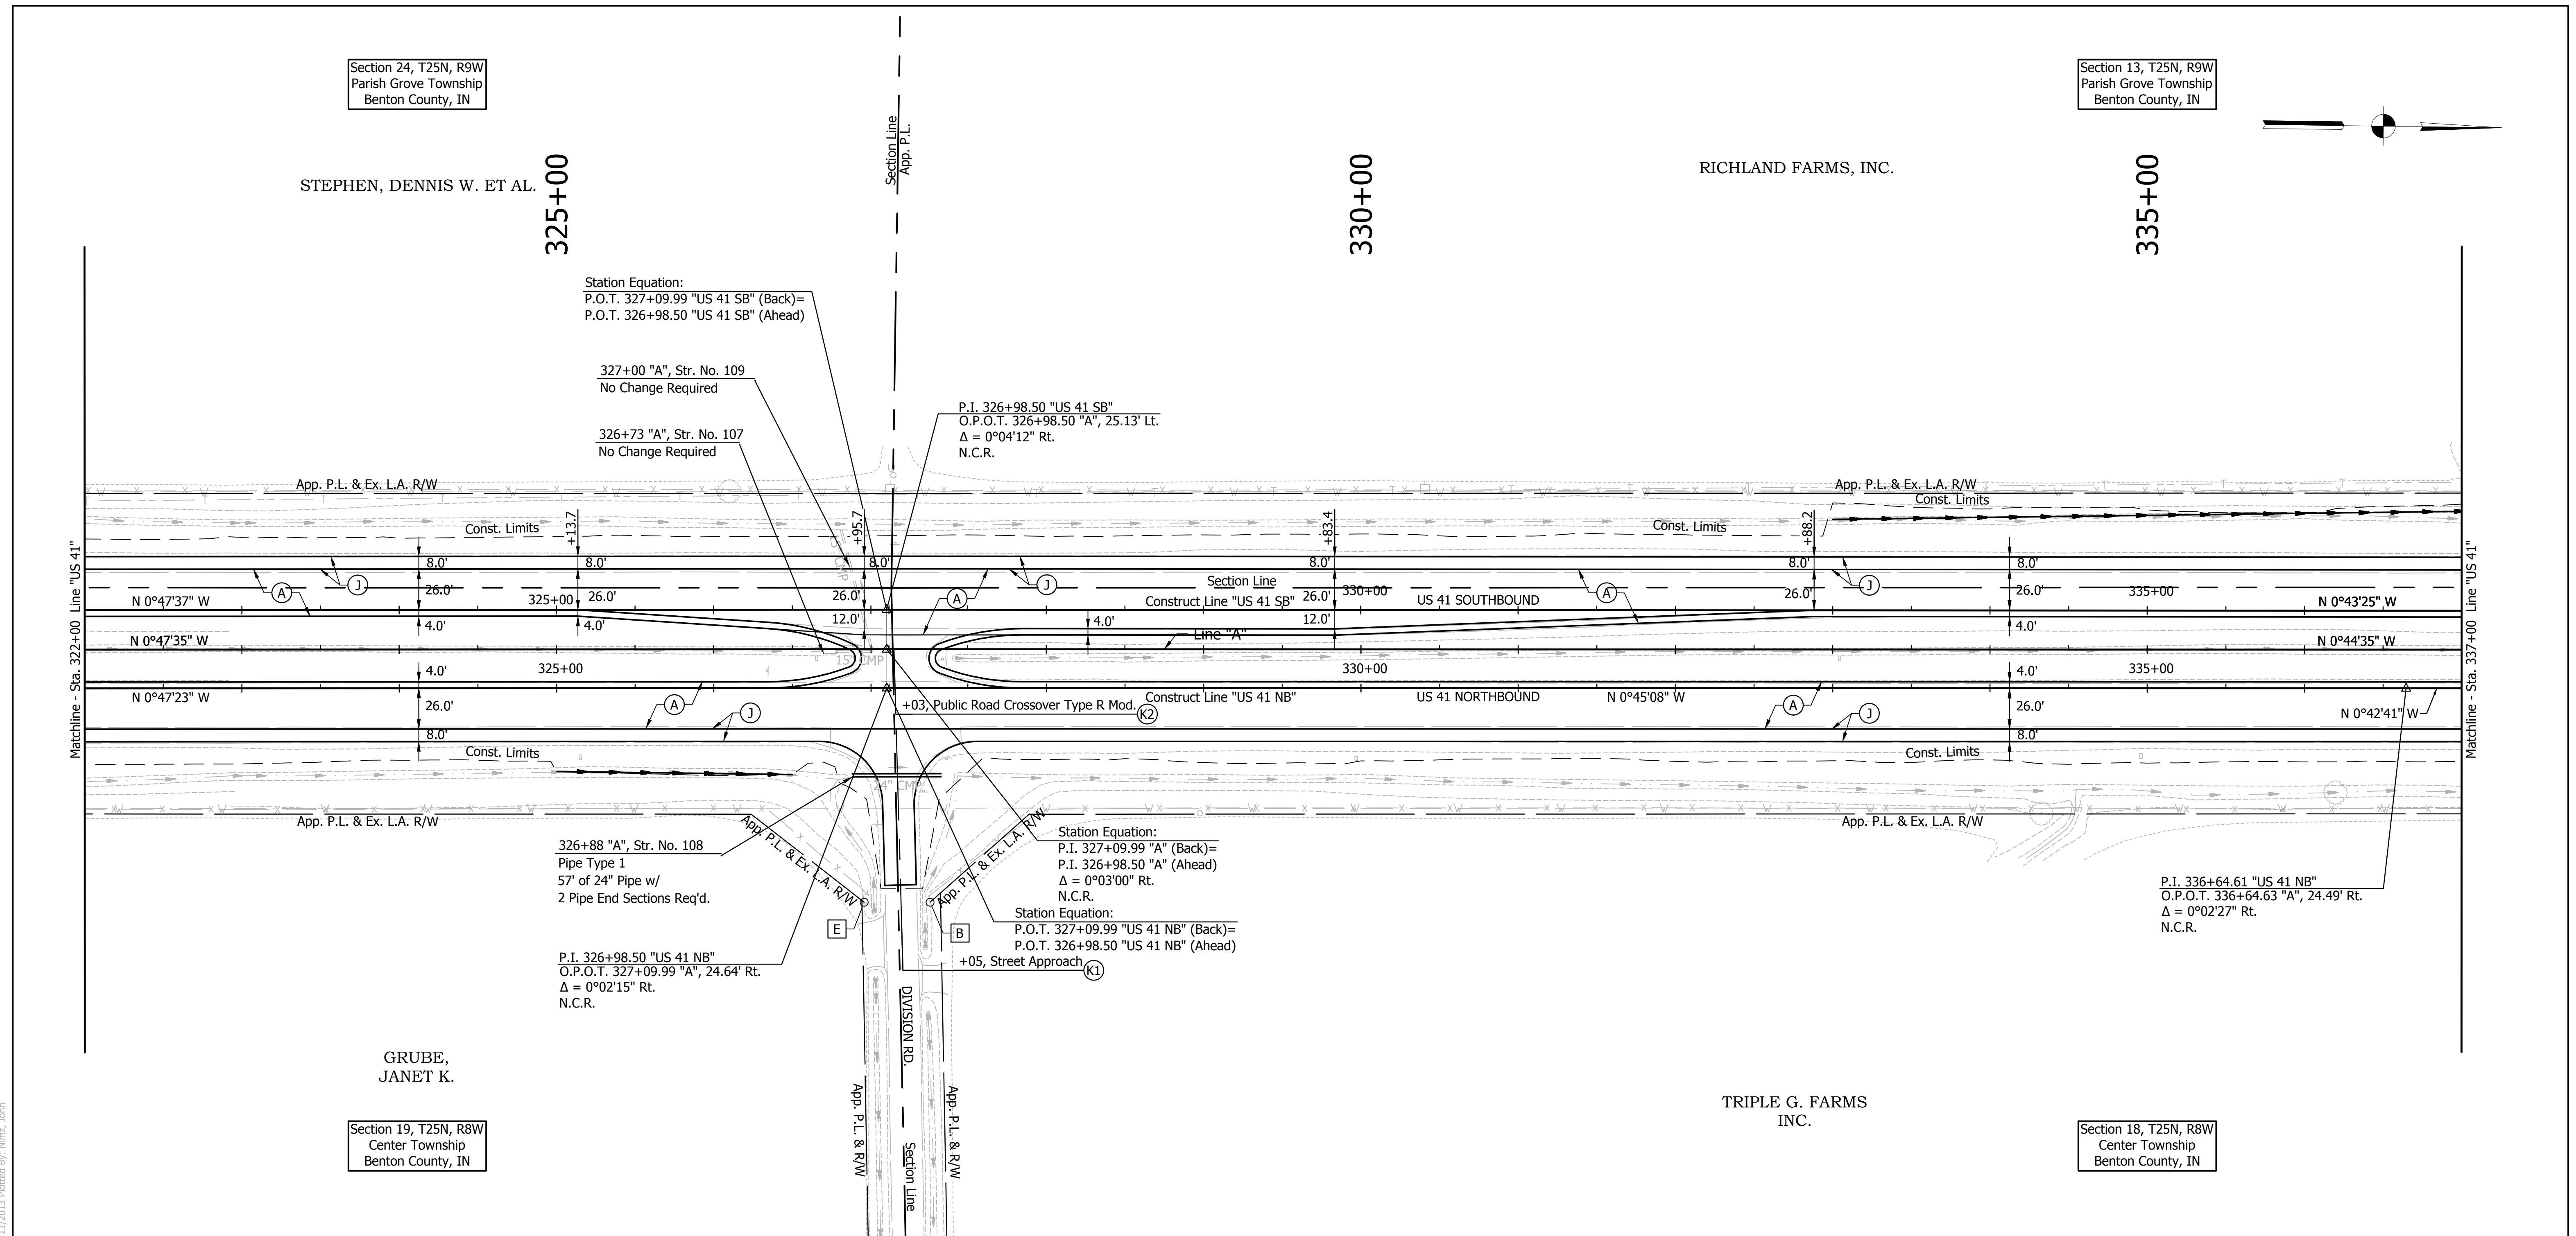 Section 24, T25N, R9W
Parish Grove Township
Benton County, IN
Section 13, T25N, R9W
Parish Grove Township
Benton County, IN
Section Line
App. P.L.
STEPHEN, DENNIS W. ET AL.
RICHLAND FARMS, INC.
325+00
330+00
335+00
Station Equation:
P.O.T. 327+09.99 "US 41 SB" (Back)=
P.O.T. 326+98.50 "US 41 SB" (Ahead)
327+00 "A", Str. No. 109
No Change Required
326+73 "A", Str. No. 107
No Change Required
P.I. 326+98.50 "US 41 SB"
O.P.O.T. 326+98.50 "A", 25.13' Lt.
Δ = 0°04'12" Rt.
N.C.R.
App. P.L. & Ex. L.A. R/W
App. P.L. & Ex. L.A. R/W
Const. Limits
Const. Limits
Const. Limits
+13.7
+95.7
+83.4
+88.2
8.0'
8.0'
8.0'
8.0'
8.0'
8.0'
A
J
J
A
A
J
26.0'
26.0'
26.0'
26.0'
26.0'
26.0'
Section Line
N 0°47'37" W
325+00
Construct Line "US 41 SB"
330+00
US 41 SOUTHBOUND
335+00
N 0°43'25" W
4.0'
4.0'
12.0'
4.0'
12.0'
4.0'
N 0°47'35" W
Line "A"
N 0°44'35" W
15" CMP
15" CMP
4.0'
325+00
330+00
335+00
4.0'
N 0°47'23" W
Construct Line "US 41 NB"
US 41 NORTHBOUND
N 0°45'08" W
N 0°42'41" W
26.0'
A
J
+03, Public Road Crossover Type R Mod.
K2
A
J
26.0'
8.0'
8.0'
Const. Limits
Const. Limits
24" CMP
App. P.L. & Ex. L.A. R/W
App. P.L. & Ex. L.A. R/W
App. P.L. & Ex. L.A. R/W
App. P.L. & Ex. L.A. R/W
Matchline - Sta. 322+00 Line "US 41"
Matchline - Sta. 337+00 Line "US 41"
326+88 "A", Str. No. 108
Pipe Type 1
57' of 24" Pipe w/
2 Pipe End Sections Req'd.
Station Equation:
P.I. 327+09.99 "A" (Back)=
P.I. 326+98.50 "A" (Ahead)
Δ = 0°03'00" Rt.
N.C.R.
P.I. 336+64.61 "US 41 NB"
O.P.O.T. 336+64.63 "A", 24.49' Rt.
Δ = 0°02'27" Rt.
N.C.R.
E
B
Station Equation:
P.O.T. 327+09.99 "US 41 NB" (Back)=
P.O.T. 326+98.50 "US 41 NB" (Ahead)
P.I. 326+98.50 "US 41 NB"
O.P.O.T. 327+09.99 "A", 24.64' Rt.
Δ = 0°02'15" Rt.
N.C.R.
+05, Street Approach
K1
DIVISION RD.
App. P.L. & R/W
App. P.L. & R/W
Section Line
GRUBE,
JANET K.
TRIPLE G. FARMS
INC.
Section 19, T25N, R8W
Center Township
Benton County, IN
Section 18, T25N, R8W
Center Township
Benton County, IN
Plotted By: Nintz, John